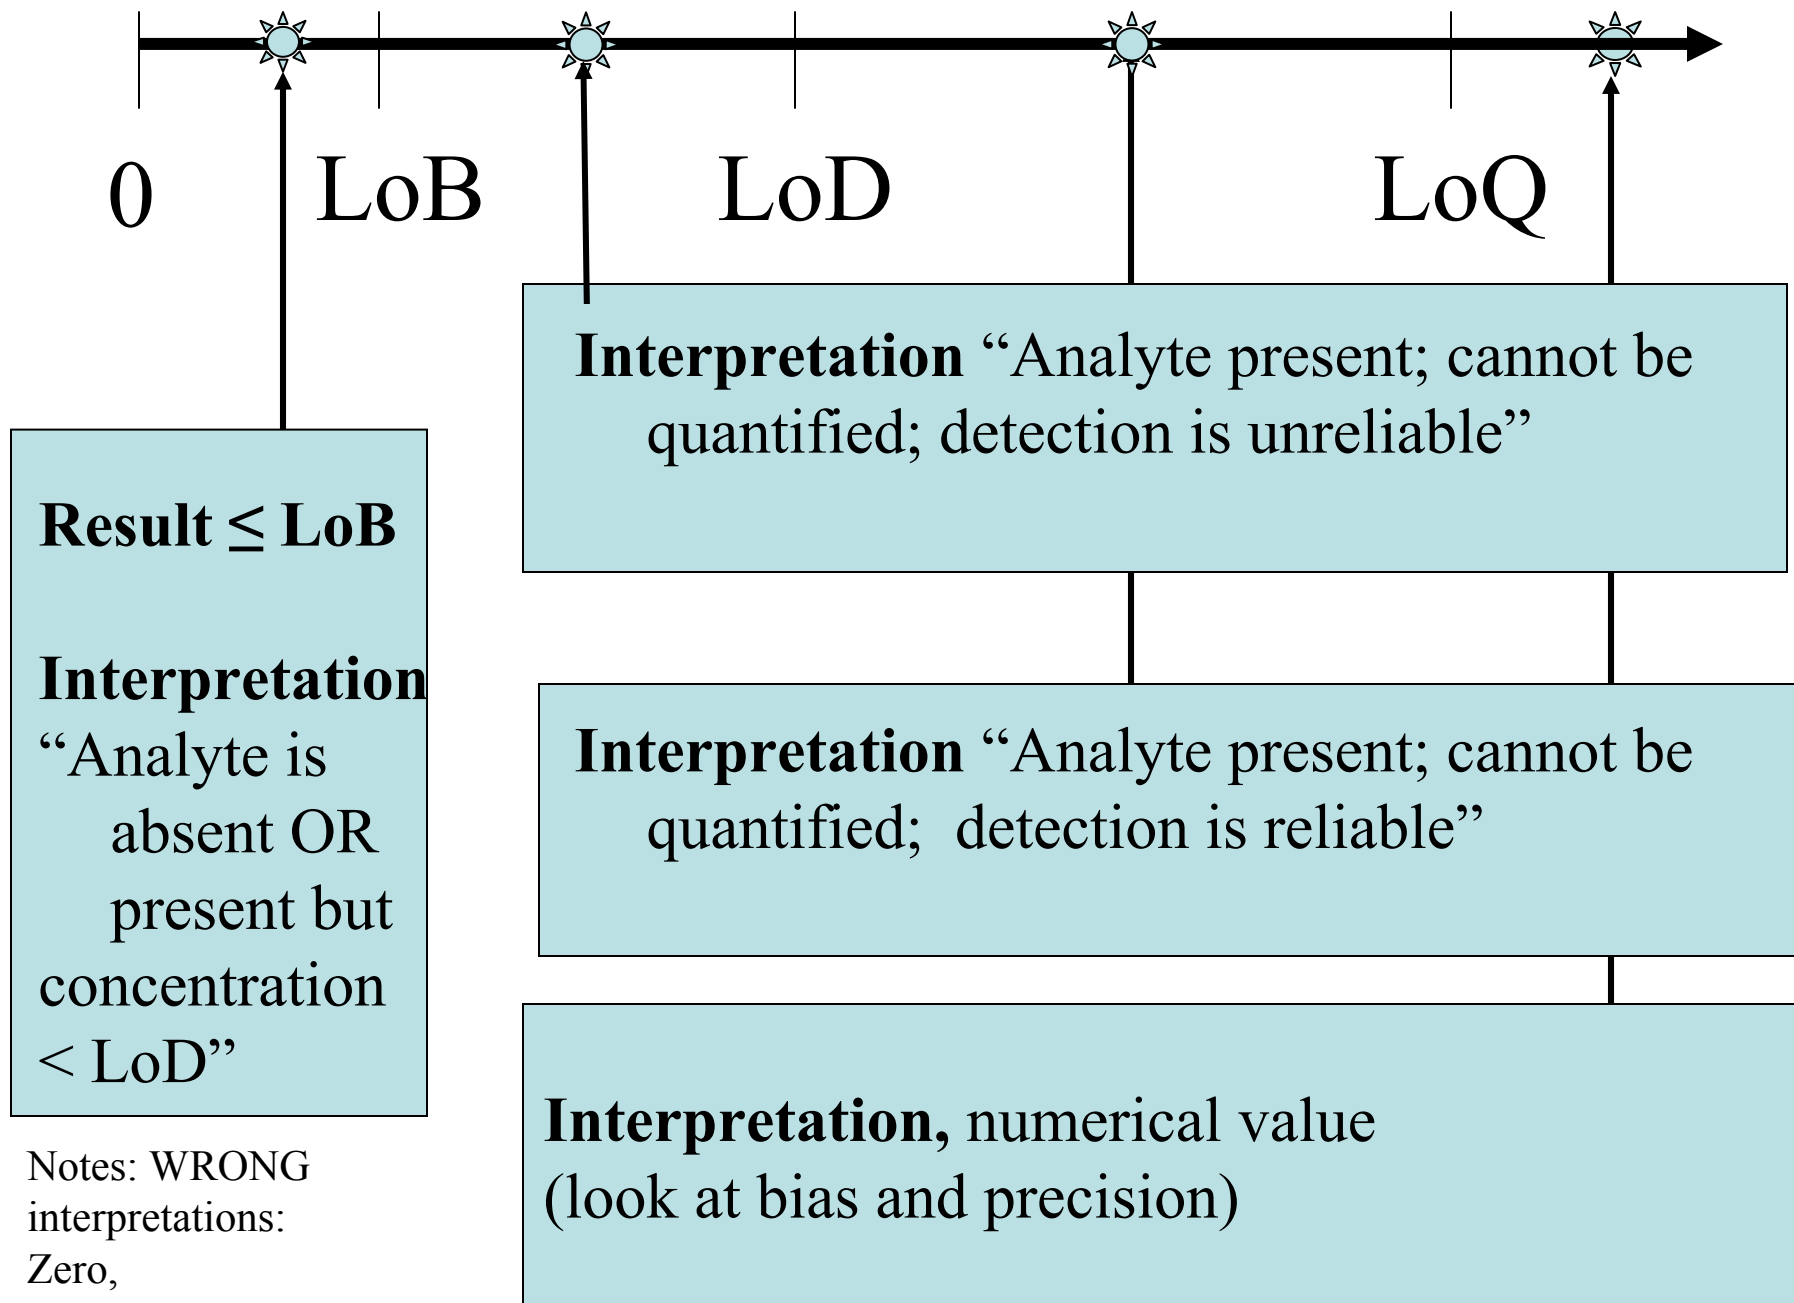 0
LoB
LoD
LoQ
Interpretation “Analyte present; cannot be
quantified; detection is unreliable”
Result ≤ LoB
Interpretation
“Analyte is
absent OR
present but
concentration
< LoD”
Interpretation “Analyte present; cannot be
quantified;  detection is reliable”
Interpretation, numerical value
(look at bias and precision)
Notes: WRONG
interpretations:
Zero,